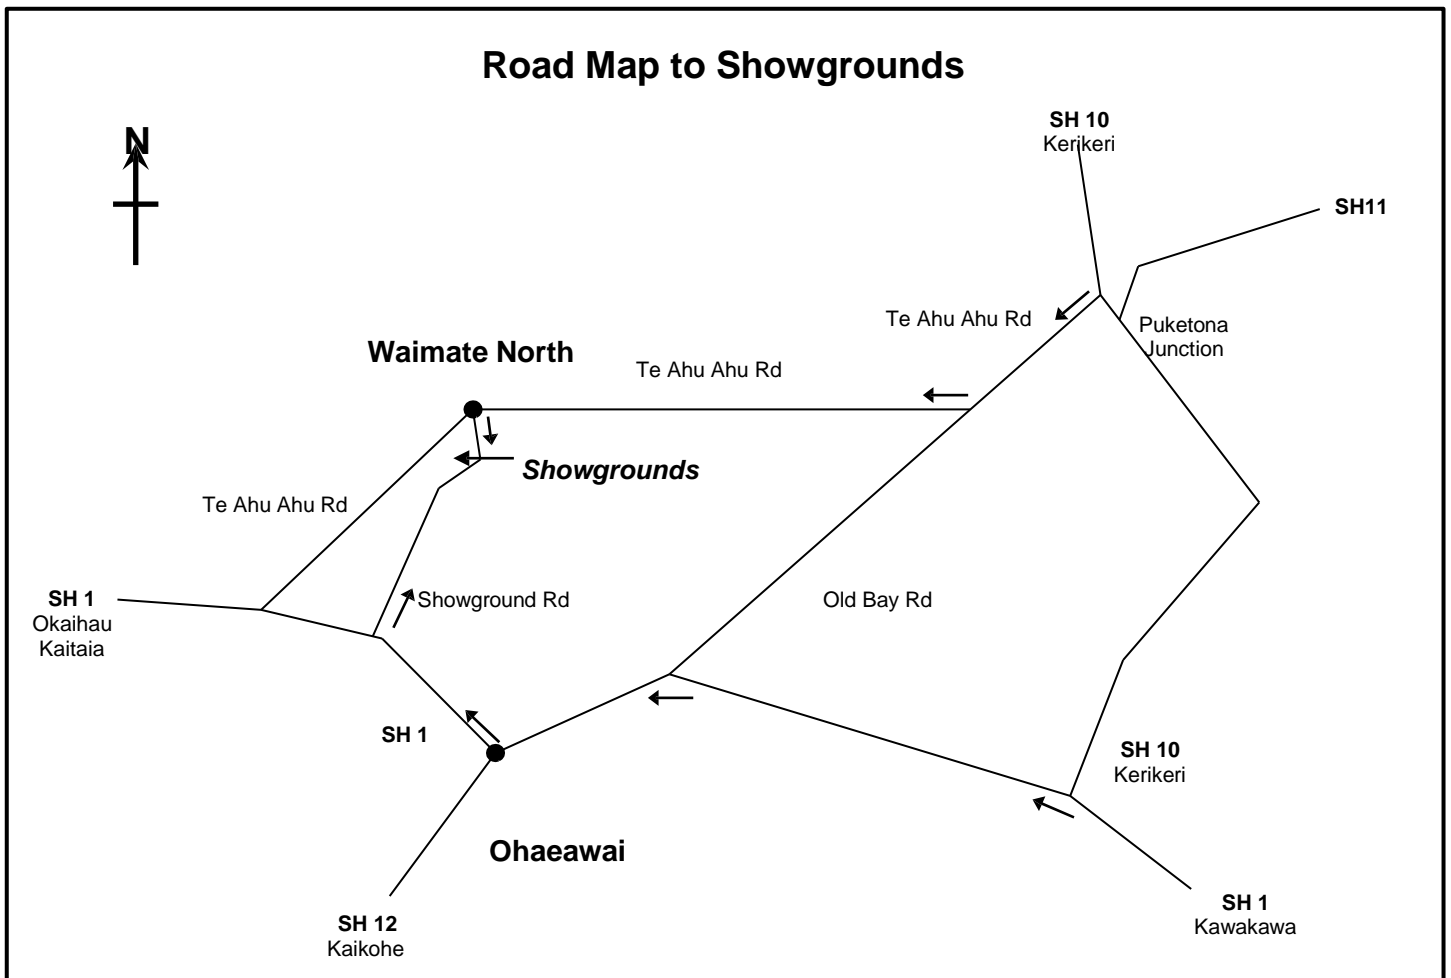 Road Map to Showgrounds
N
SH 10
Kerikeri
SH11
Te Ahu Ahu Rd
Puketona
Junction
Waimate North
Te Ahu Ahu Rd
Showgrounds
Te Ahu Ahu Rd
SH 1
Okaihau
Kaitaia
Showground Rd
Old Bay Rd
SH 1
SH 10
Kerikeri
Ohaeawai
SH 12
Kaikohe
SH 1
Kawakawa